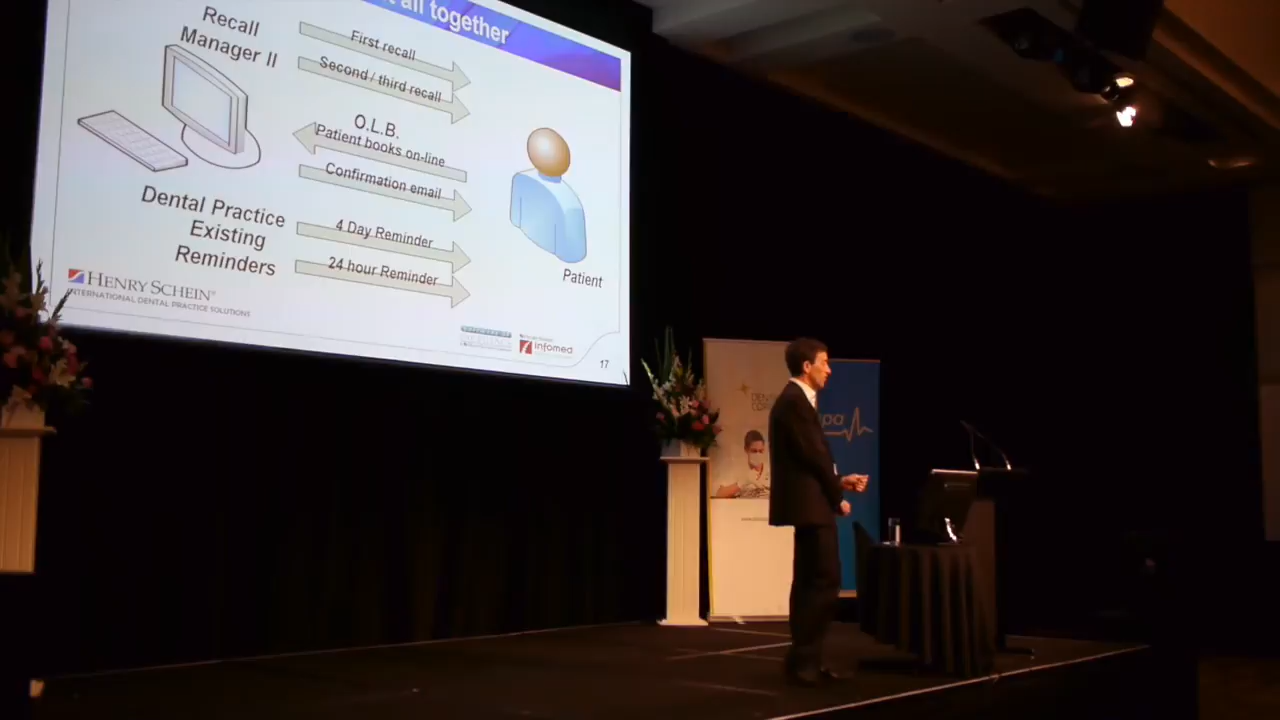 all together
Recall
Manager II
First recall
Second / third recall
O.L.B.
Patient books on-line
Confirmation email
Dental Practice
Existing
Reminders
4 Day Reminder
24 hour Reminder
Patient
HENRY SCHEIN®
INTERNATIONAL DENTAL PRACTICE SOLUTIONS
infomed
17